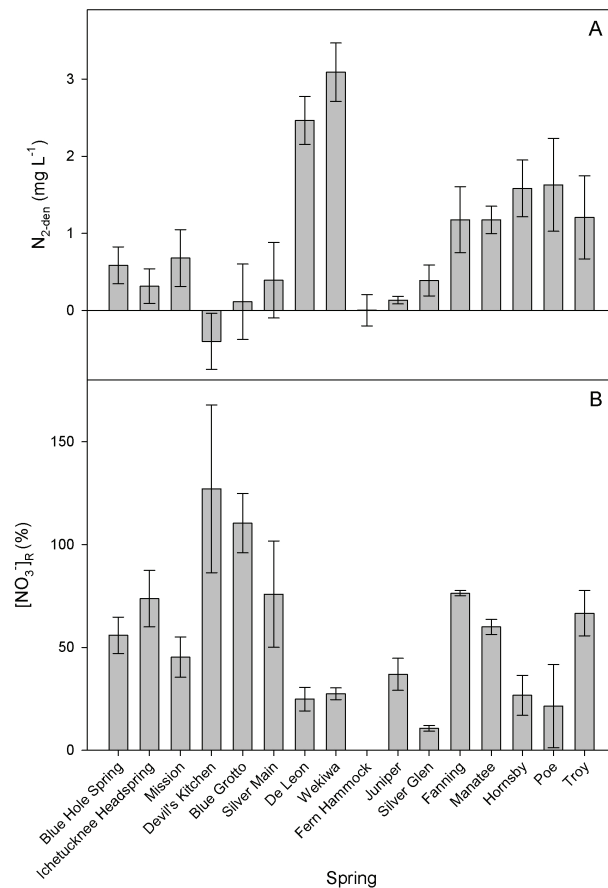 A
3
2
1
0
N2-den (mg L-1)
B
150
100
50
0
[NO3-]R (%)
Blue Hole Spring
Ichetucknee Headspring
Mission
Devil's Kitchen
Blue Grotto
Silver Main
De Leon
Wekiwa
Fern Hammock
Juniper
Silver Glen
Fanning
Manatee
Hornsby
Poe
Troy
Spring